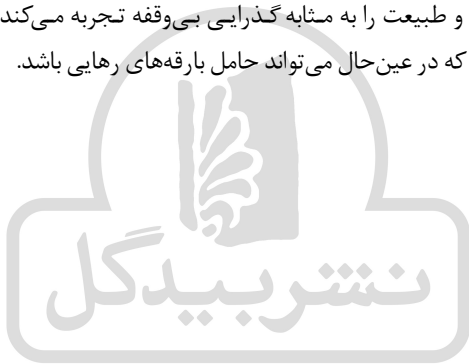 و طبیعت را به مثابه گذرایی بی‌وقفه تجربه می‌کند
که در عین‌حال می‌تواند حامل بارقه‌های رهایی باشد.
نشر بیدگل